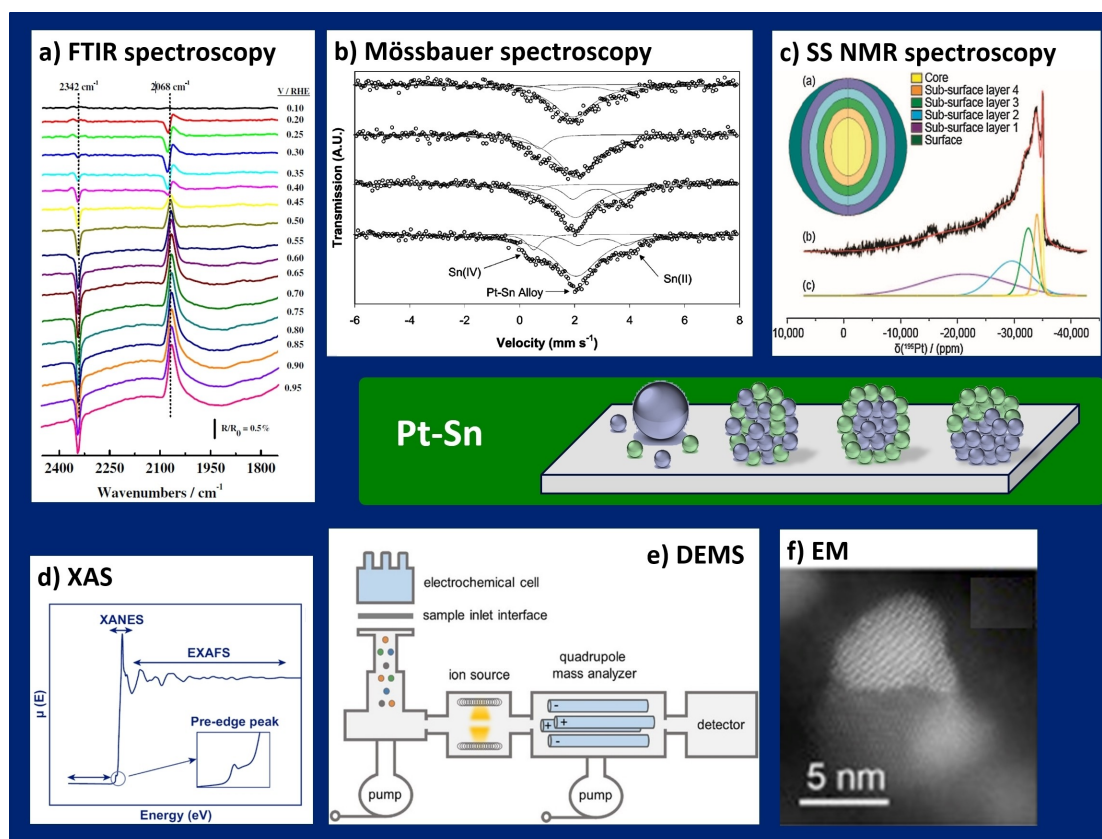 a) FTIR spectroscopy
2342 cm⁻¹
2068 cm⁻¹
V / RHE
0.10
0.20
0.25
0.30
0.35
0.40
0.45
0.50
0.55
0.60
0.65
0.70
0.75
0.80
0.85
0.90
0.95
R/R₀ = 0.5%
2400 2250 2100 1950 1800
Wavenumbers / cm⁻¹
b) Mössbauer spectroscopy
Transmission (A.U.)
Sn(IV)
Sn(II)
Pt-Sn Alloy
-6 -4 -2 0 2 4 6 8
Velocity (mm s⁻¹)
c) SS NMR spectroscopy
(a)
Core
Sub-surface layer 4
Sub-surface layer 3
Sub-surface layer 2
Sub-surface layer 1
Surface
(b)
(c)
10,000 0 -10,000 -20,000 -30,000 -40,000
δ(¹⁹⁵Pt) / (ppm)
Pt-Sn
d) XAS
XANES
EXAFS
μ (E)
Pre-edge peak
Energy (eV)
e) DEMS
electrochemical cell
sample inlet interface
ion source
quadrupole
mass analyzer
-
+ +
-
detector
pump
pump
f) EM
5 nm